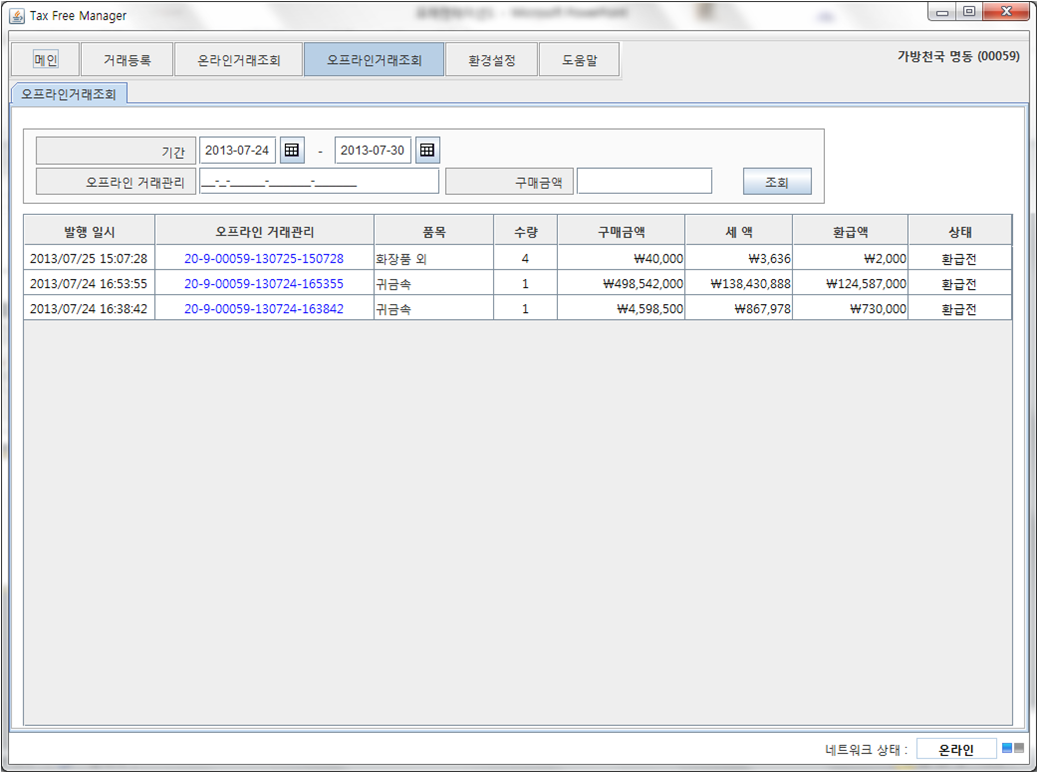 Tax Free Manager
메인 거래등록 온라인거래조회 오프라인거래조회 환경설정 도움말 가방천국 명동 (00059)
오프라인거래조회
기간 2013-07-24 - 2013-07-30
오프라인 거래관리 __-_-_____-______-______ 구매금액 조회
발행 일시 오프라인 거래관리 품목 수량 구매금액 세 액 환급액 상태
2013/07/25 15:07:28 20-9-00059-130725-150728 화장품 외 4 ₩40,000 ₩3,636 ₩2,000 환급전
2013/07/24 16:53:55 20-9-00059-130724-165355 귀금속 1 ₩498,542,000 ₩138,430,888 ₩124,587,000 환급전
2013/07/24 16:38:42 20-9-00059-130724-163842 귀금속 1 ₩4,598,500 ₩867,978 ₩730,000 환급전
네트워크 상태 : 온라인